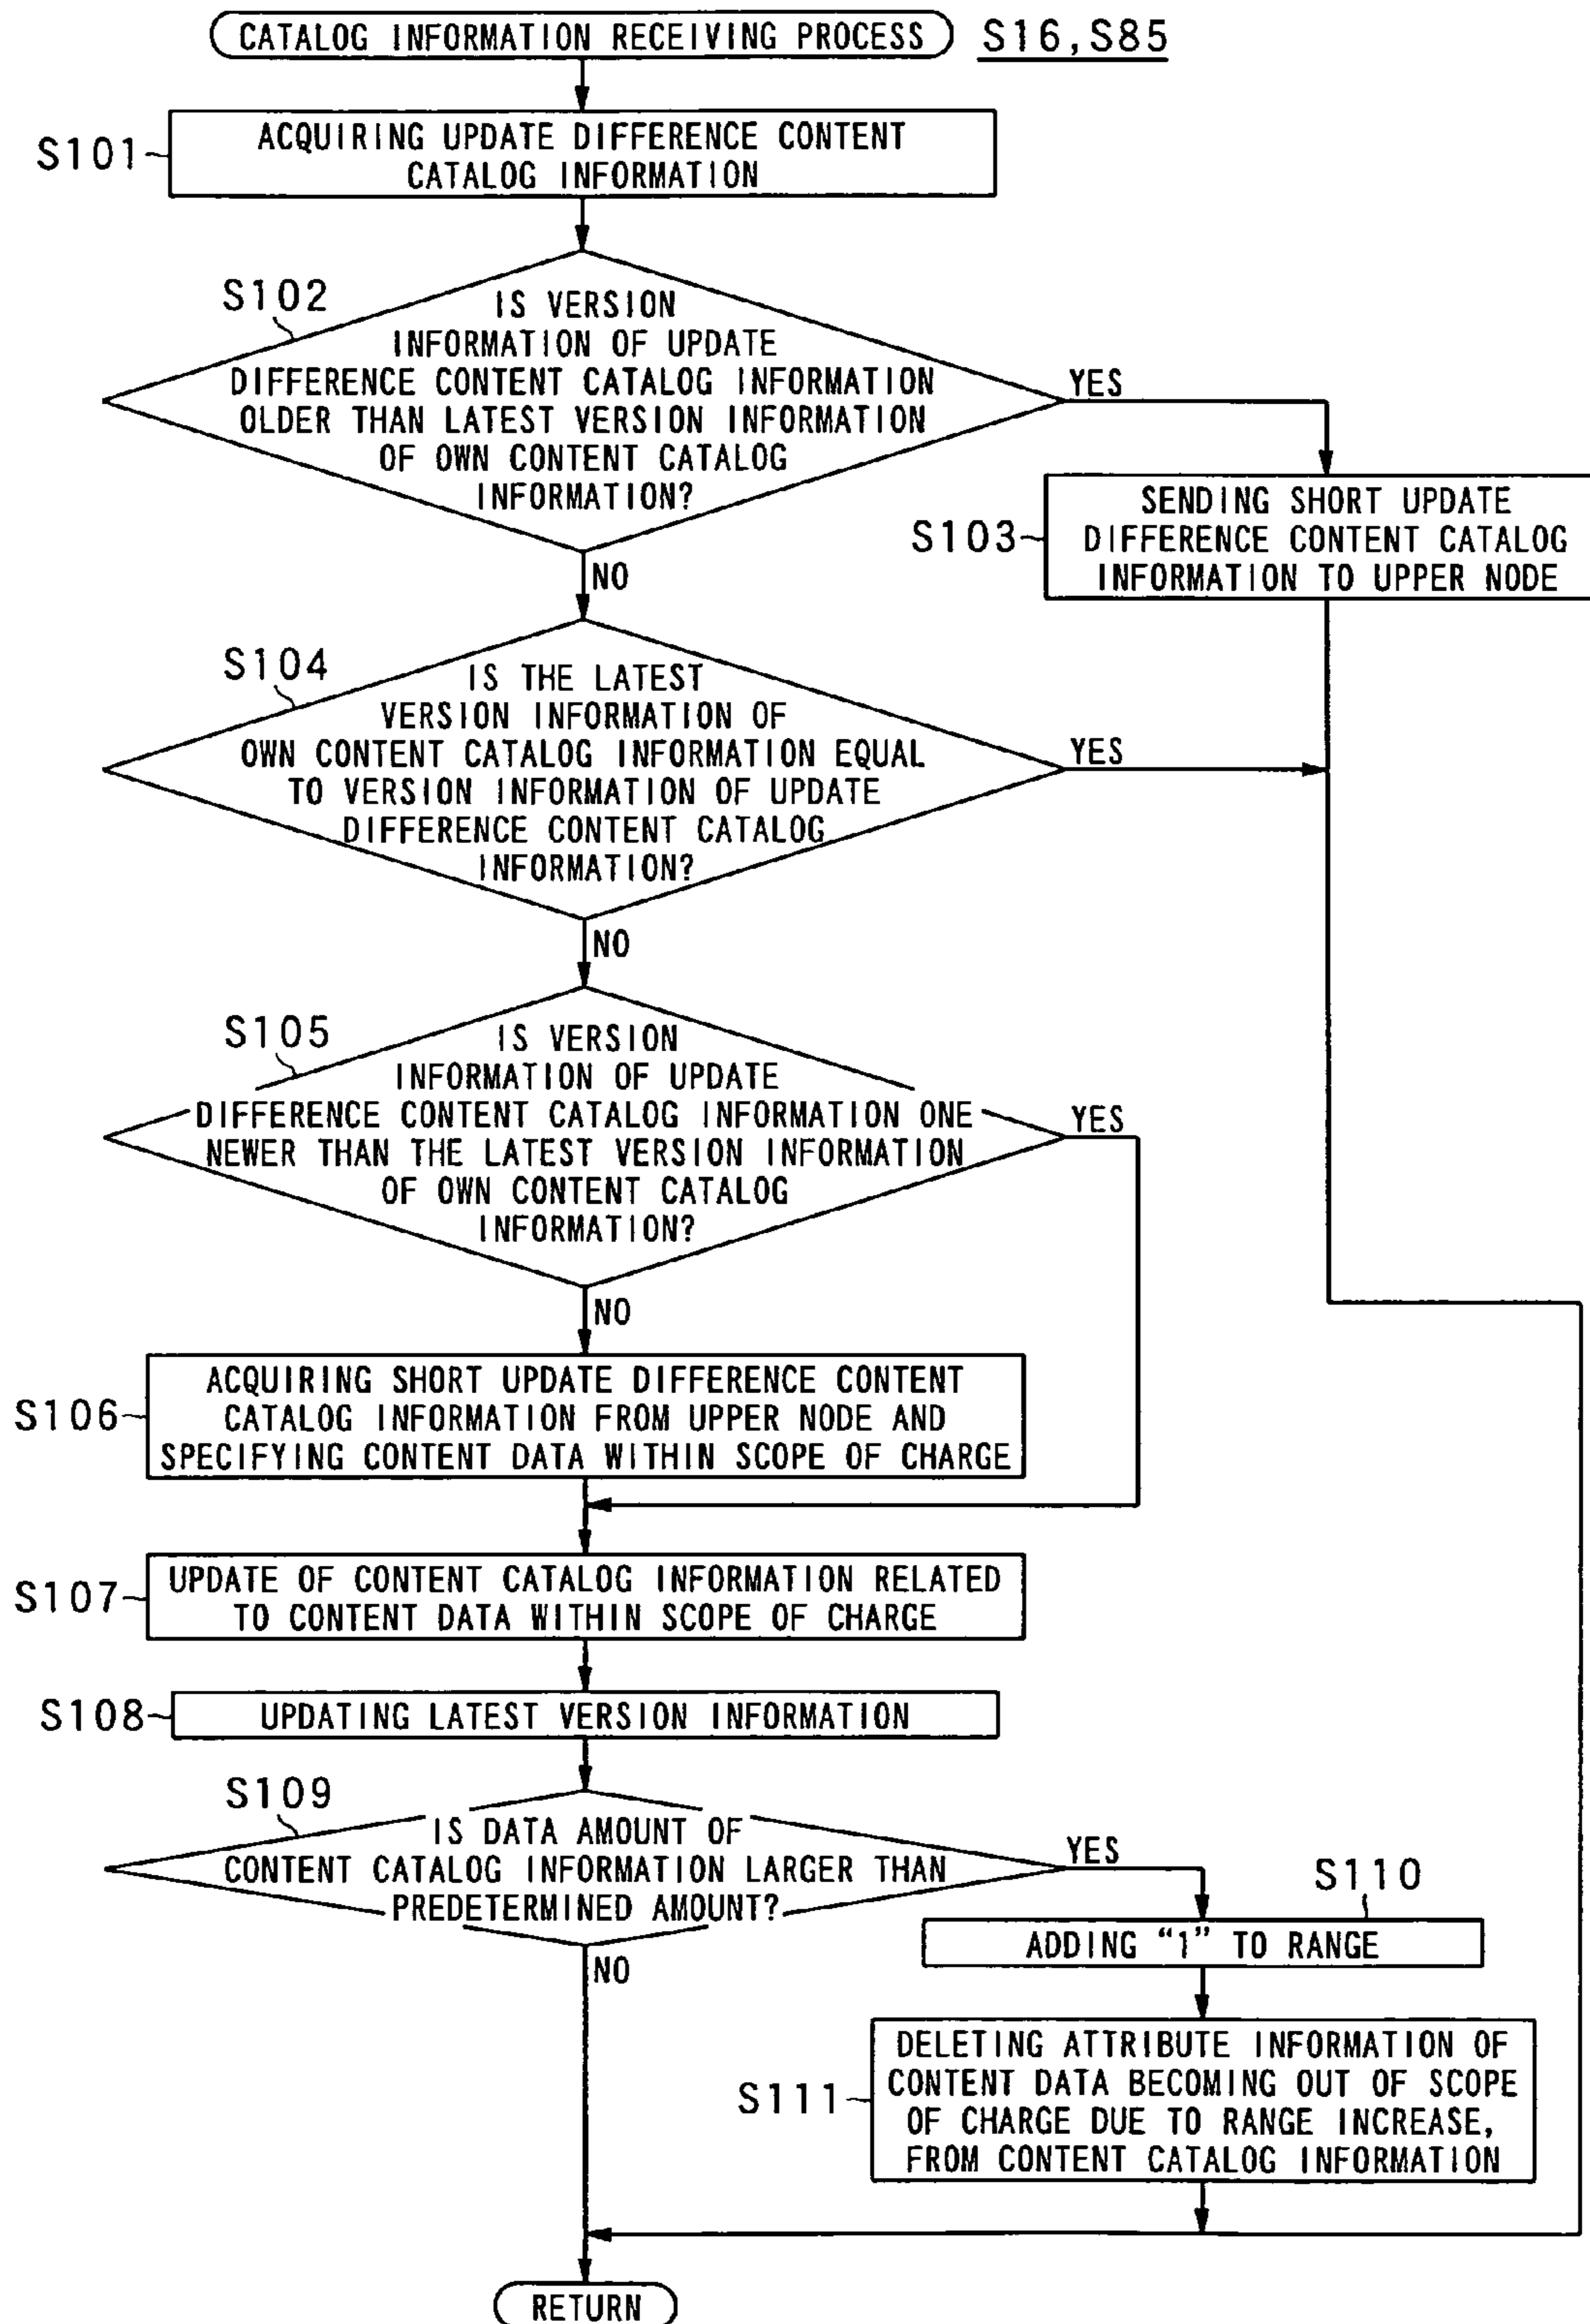 CATALOG INFORMATION RECEIVING PROCESS
S16,S85
S101
ACQUIRING UPDATE DIFFERENCE CONTENT
CATALOG INFORMATION
S102
IS VERSION
INFORMATION OF UPDATE
DIFFERENCE CONTENT CATALOG INFORMATION
OLDER THAN LATEST VERSION INFORMATION
OF OWN CONTENT CATALOG
INFORMATION?
YES
NO
S103
SENDING SHORT UPDATE
DIFFERENCE CONTENT CATALOG
INFORMATION TO UPPER NODE
S104
IS THE LATEST
VERSION INFORMATION OF
OWN CONTENT CATALOG INFORMATION EQUAL
TO VERSION INFORMATION OF UPDATE
DIFFERENCE CONTENT CATALOG
INFORMATION?
YES
NO
S105
IS VERSION
INFORMATION OF UPDATE
DIFFERENCE CONTENT CATALOG INFORMATION ONE
NEWER THAN THE LATEST VERSION INFORMATION
OF OWN CONTENT CATALOG
INFORMATION?
YES
NO
S106
ACQUIRING SHORT UPDATE DIFFERENCE CONTENT
CATALOG INFORMATION FROM UPPER NODE AND
SPECIFYING CONTENT DATA WITHIN SCOPE OF CHARGE
S107
UPDATE OF CONTENT CATALOG INFORMATION RELATED
TO CONTENT DATA WITHIN SCOPE OF CHARGE
S108
UPDATING LATEST VERSION INFORMATION
S109
IS DATA AMOUNT OF
CONTENT CATALOG INFORMATION LARGER THAN
PREDETERMINED AMOUNT?
YES
NO
S110
ADDING “1” TO RANGE
S111
DELETING ATTRIBUTE INFORMATION OF
CONTENT DATA BECOMING OUT OF SCOPE
OF CHARGE DUE TO RANGE INCREASE,
FROM CONTENT CATALOG INFORMATION
RETURN